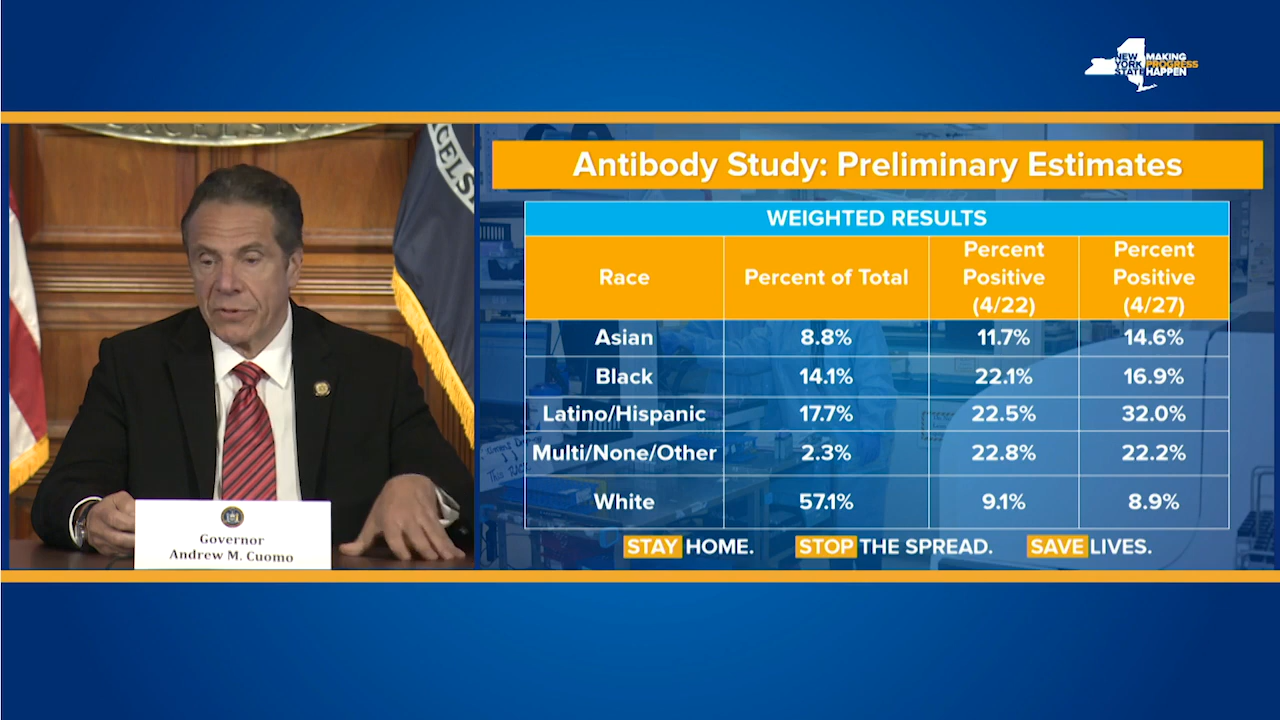 NEW
YORK
STATE
MAKING
PROGRESS
HAPPEN
EXCELSIOR
Governor
Andrew M. Cuomo
Antibody Study: Preliminary Estimates
WEIGHTED RESULTS
Race Percent of Total Percent Positive (4/22) Percent Positive (4/27)
Asian 8.8% 11.7% 14.6%
Black 14.1% 22.1% 16.9%
Latino/Hispanic 17.7% 22.5% 32.0%
Multi/None/Other 2.3% 22.8% 22.2%
White 57.1% 9.1% 8.9%
STAY HOME. STOP THE SPREAD. SAVE LIVES.